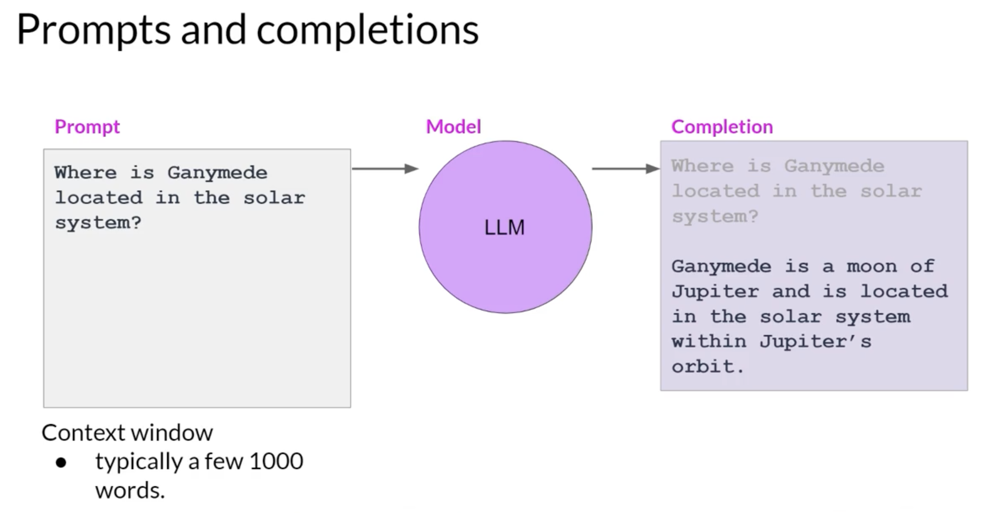 Prompts and completions
Prompt
Where is Ganymede
located in the solar
system?
Context window
● typically a few 1000
words.
Model
LLM
Completion
Where is Ganymede
located in the solar
system?
Ganymede is a moon of
Jupiter and is located
in the solar system
within Jupiter’s
orbit.